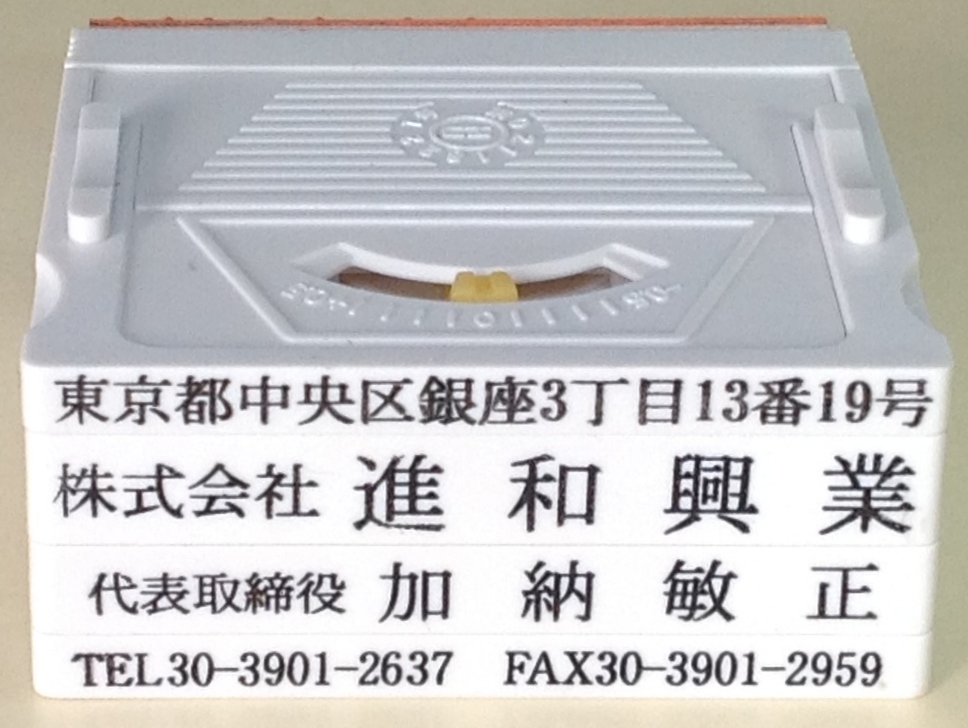 東京都中央区銀座3丁目13番19号
株式会社 進和興業
代表取締役 加納敏正
TEL30-3901-2637 FAX30-3901-2959